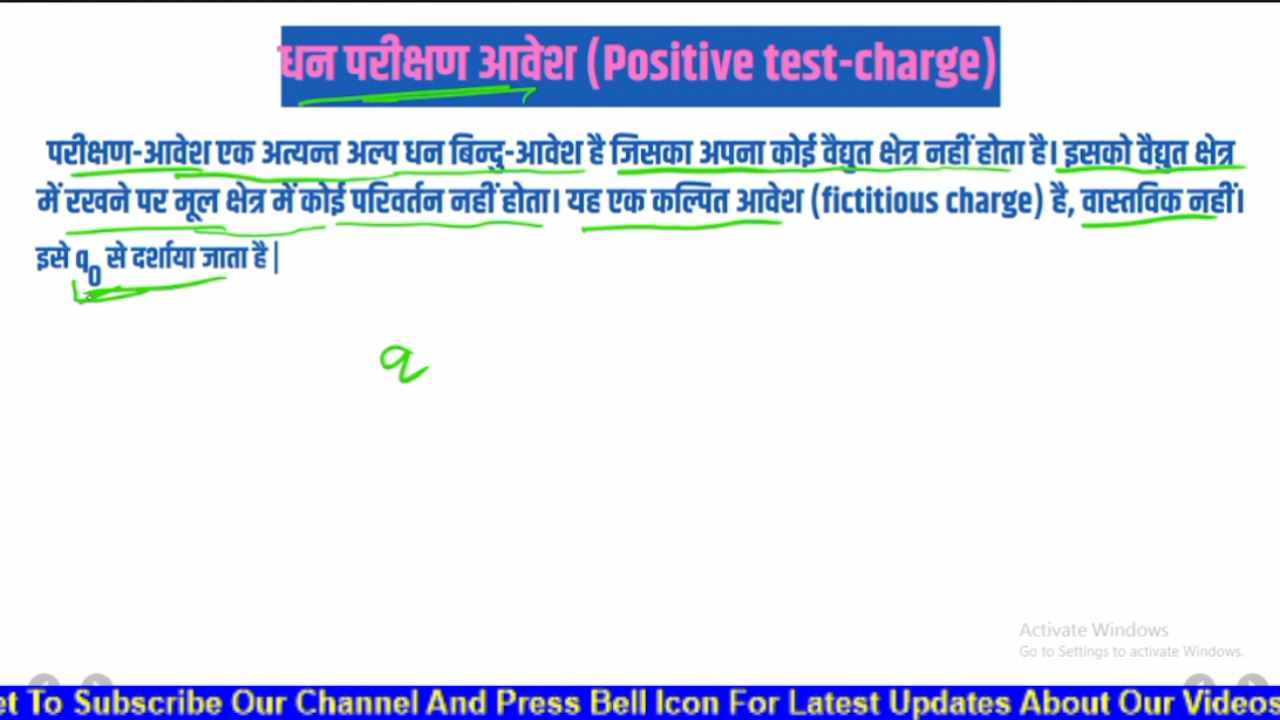 धन परीक्षण आवेश (Positive test-charge)
परीक्षण-आवेश एक अत्यन्त अल्प धन बिन्दु-आवेश है जिसका अपना कोई वैद्युत क्षेत्र नहीं होता है। इसको वैद्युत क्षेत्र
में रखने पर मूल क्षेत्र में कोई परिवर्तन नहीं होता। यह एक कल्पित आवेश (fictitious charge) है, वास्तविक नहीं।
इसे q0 से दर्शाया जाता है |
q
Activate Windows
Go to Settings to activate Windows.
et To Subscribe Our Channel And Press Bell Icon For Latest Updates About Our Videos